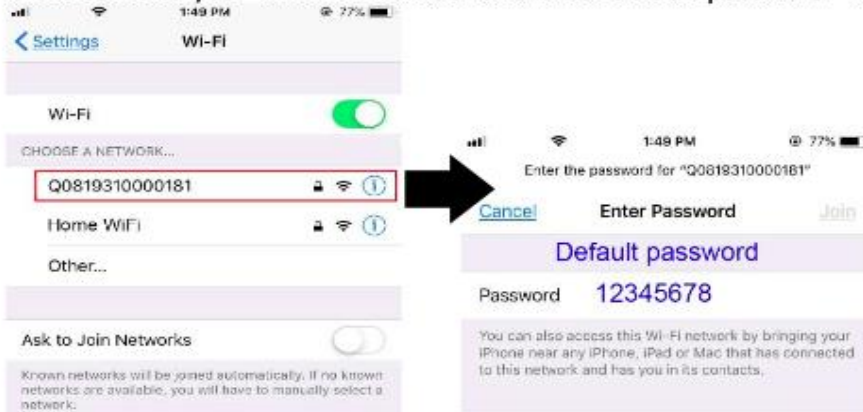 1:49 PM
77%
Settings
Wi-Fi
Wi-Fi
CHOOSE A NETWORK...
Q0819310000181
Home WiFi
Other...
Ask to Join Networks
Known networks will be joined automatically. If no known
networks are available, you will have to manually select a
network.
1:49 PM
77%
Enter the password for "Q0819310000181"
Cancel
Enter Password
Join
Default password
Password 12345678
You can also access this Wi-Fi network by bringing your
iPhone near any iPhone, iPad or Mac that has connected
to this network and has you in its contacts.